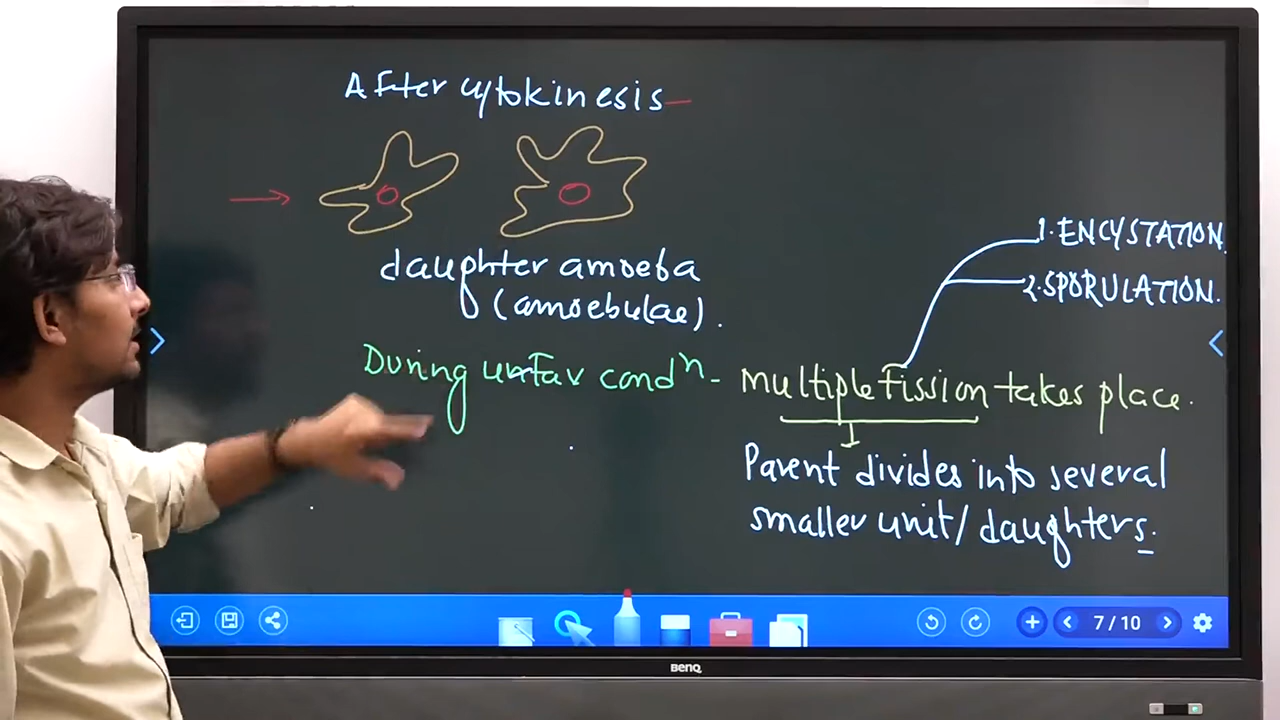 After cytokinesis
daughter amoeba
(amoebulae).
During unfav condⁿ - multiple fission takes place.
1. ENCYSTATION
2. SPORULATION.
Parent divides into several
smaller unit/daughters.
7 / 10
BenQ